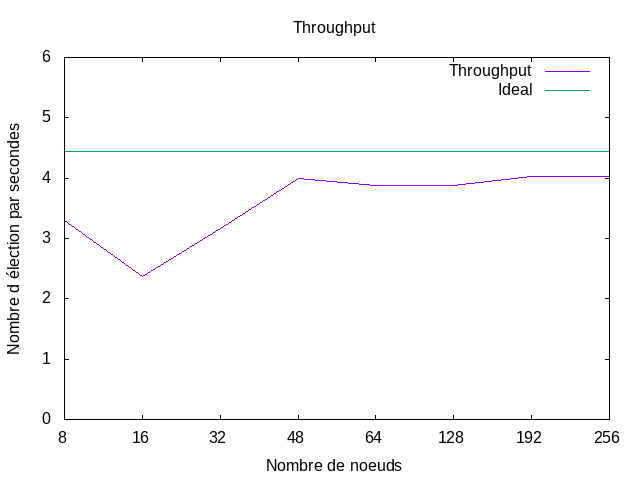 Throughput
Throughput
Ideal
Nombre d élection par secondes
6
5
4
3
2
1
0
8 16 32 48 64 128 192 256
Nombre de noeuds